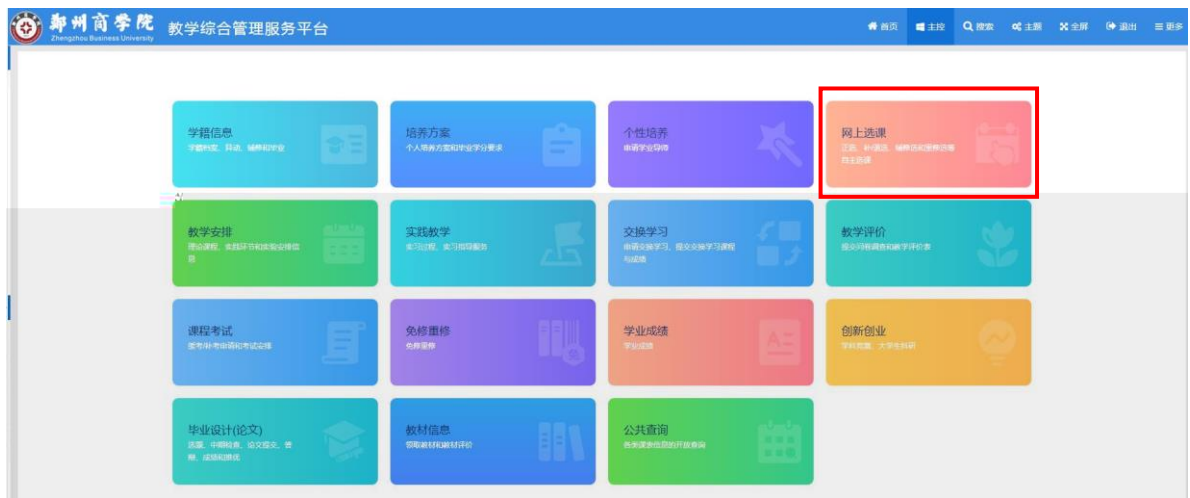 郑州商学院
Zhengzhou Business University
教学综合管理服务平台
首页
主控
搜索
主题
全屏
退出
更多
学籍信息
学籍档案、异动、辅修和毕业
培养方案
个人培养方案和毕业学分要求
个性培养
申请学业导师
网上选课
正选、补/退选、辅修选和重修选等
自主选课
教学安排
理论课程、实践环节和实验安排信
息
实践教学
实习过程、实习指导服务
交换学习
申请交换学习、提交交换学习课程
与成绩
教学评价
提交问卷调查和教学评价表
课程考试
缓考/补考申请和考试安排
免修重修
免修重修
学业成绩
学业成绩
创新创业
学科竞赛、大学生科研
毕业设计(论文)
选题、中期检查、论文提交、答
辩、成绩和推优
教材信息
领取教材和教材评价
公共查询
各类课表信息的开放查询